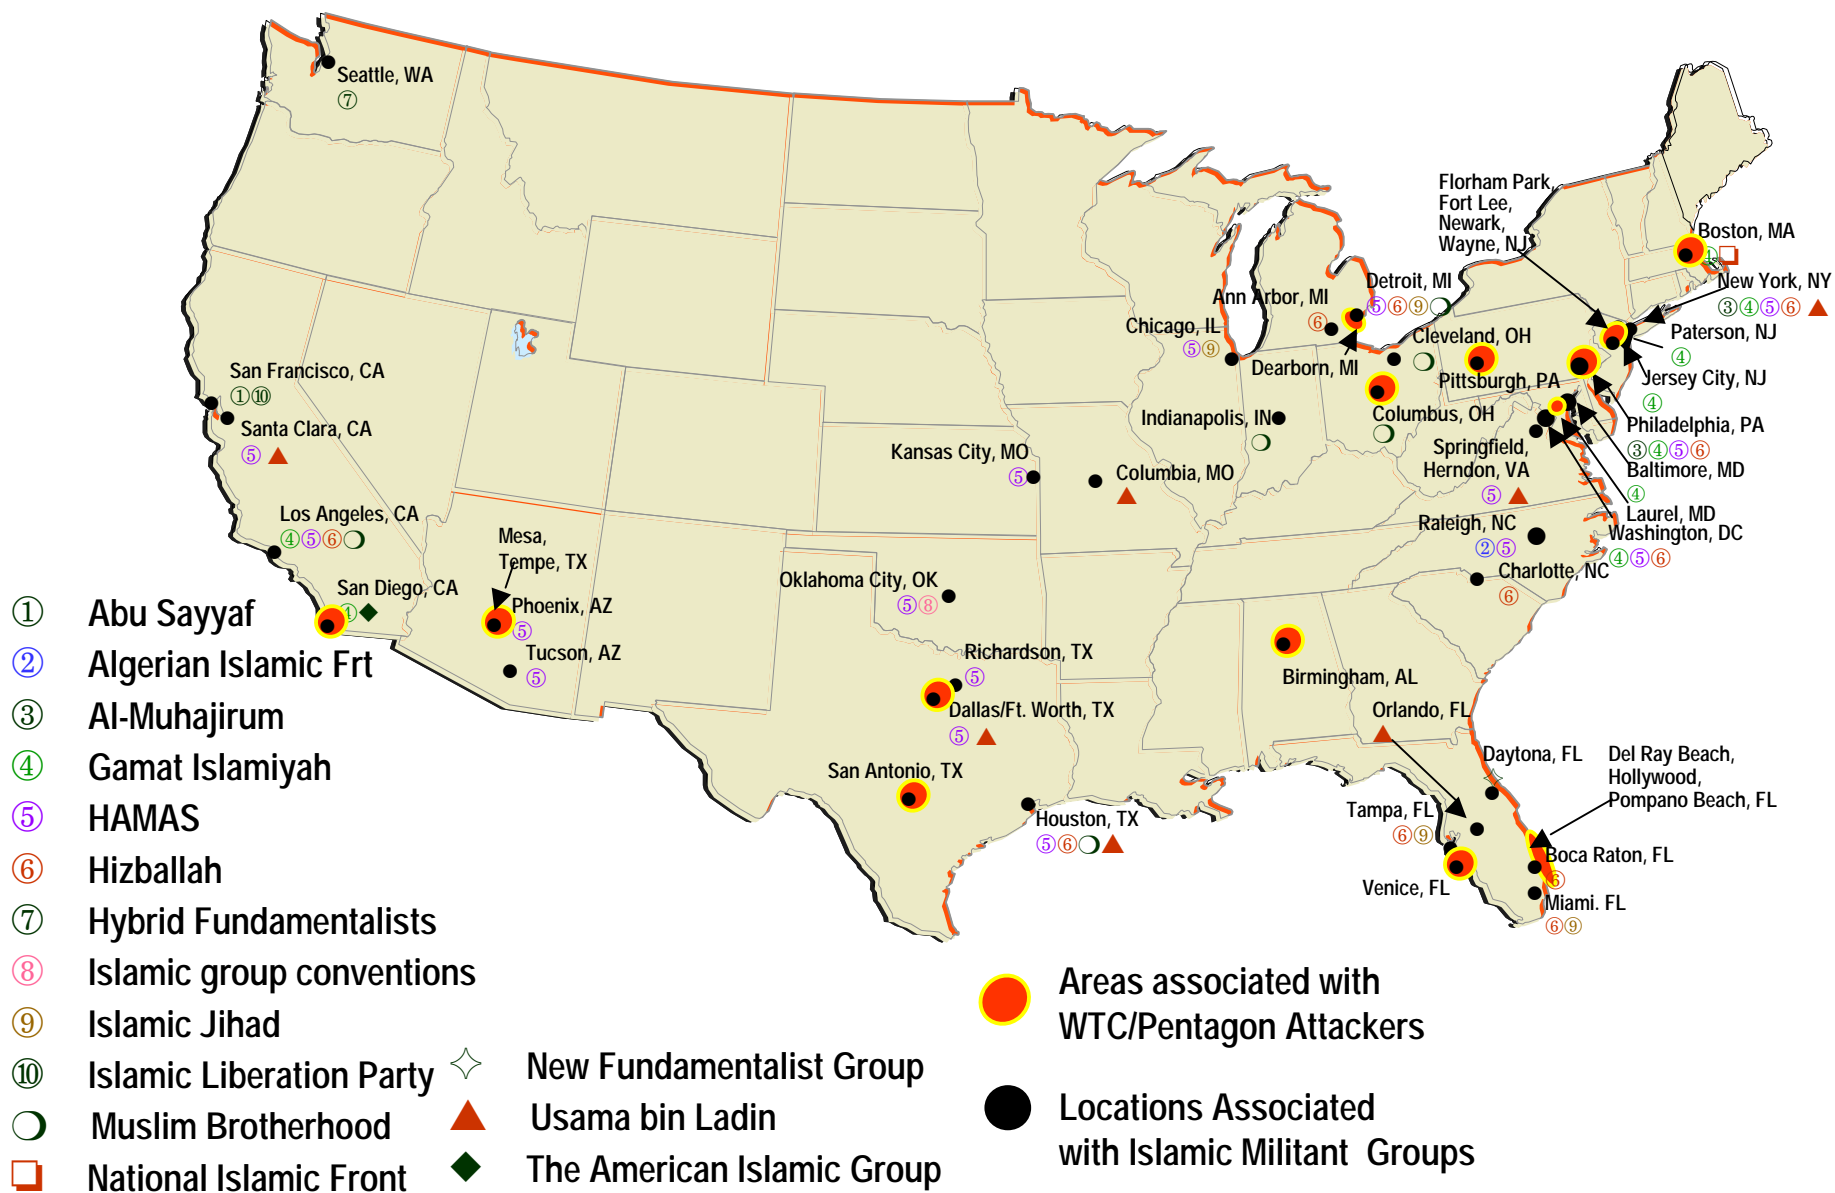 Seattle, WA
⑦
Florham Park,
Fort Lee,
Newark,
Wayne, NJ
Boston, MA
④
New York, NY
③④⑤⑥
Detroit, MI
⑤⑥⑨
Ann Arbor, MI
⑥
Chicago, IL
⑤⑨
Dearborn, MI
Cleveland, OH
Paterson, NJ
④
Pittsburgh, PA
Jersey City, NJ
④
San Francisco, CA
①⑩
Santa Clara, CA
⑤
Indianapolis, IN
Columbus, OH
Philadelphia, PA
③④⑤⑥
Springfield,
Herndon, VA
⑤
Baltimore, MD
④
Kansas City, MO
⑤
Columbia, MO
Laurel, MD
Washington, DC
④⑤⑥
Raleigh, NC
②⑤
Charlotte, NC
⑥
Los Angeles, CA
④⑤⑥
Mesa,
Tempe, TX
San Diego, CA
④
Phoenix, AZ
⑤
Tucson, AZ
⑤
Oklahoma City, OK
⑤⑧
Richardson, TX
⑤
Dallas/Ft. Worth, TX
⑤
San Antonio, TX
Houston, TX
⑤⑥
Birmingham, AL
Orlando, FL
Daytona, FL
Del Ray Beach,
Hollywood,
Pompano Beach, FL
Tampa, FL
⑥⑨
Venice, FL
Boca Raton, FL
⑥
Miami. FL
⑥⑨
① Abu Sayyaf
② Algerian Islamic Frt
③ Al-Muhajirum
④ Gamat Islamiyah
⑤ HAMAS
⑥ Hizballah
⑦ Hybrid Fundamentalists
⑧ Islamic group conventions
⑨ Islamic Jihad
⑩ Islamic Liberation Party
Muslim Brotherhood
National Islamic Front
New Fundamentalist Group
Usama bin Ladin
The American Islamic Group
Areas associated with
WTC/Pentagon Attackers
Locations Associated
with Islamic Militant Groups